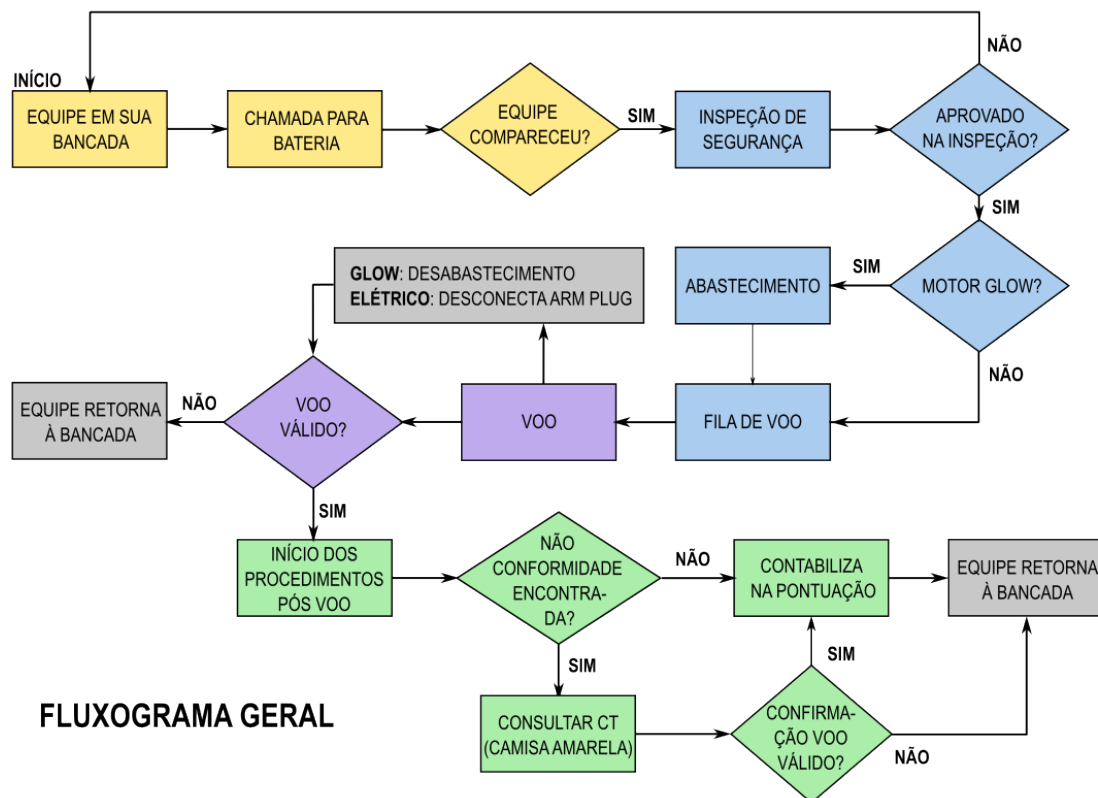 NÃO
INÍCIO
EQUIPE EM SUA
BANCADA
CHAMADA PARA
BATERIA
EQUIPE
COMPARECEU?
SIM
INSPEÇÃO DE
SEGURANÇA
APROVADO
NA INSPEÇÃO?
SIM
GLOW: DESABASTECIMENTO
ELÉTRICO: DESCONECTA ARM PLUG
ABASTECIMENTO
SIM
MOTOR GLOW?
NÃO
EQUIPE RETORNA
À BANCADA
NÃO
VOO
VÁLIDO?
VOO
FILA DE VOO
SIM
INÍCIO DOS
PROCEDIMENTOS
PÓS VOO
NÃO
CONFORMIDADE
ENCONTRA-
DA?
NÃO
CONTABILIZA
NA PONTUAÇÃO
EQUIPE RETORNA
À BANCADA
SIM
SIM
FLUXOGRAMA GERAL
CONSULTAR CT
(CAMISA AMARELA)
CONFIRMA-
ÇÃO VOO
VÁLIDO?
NÃO